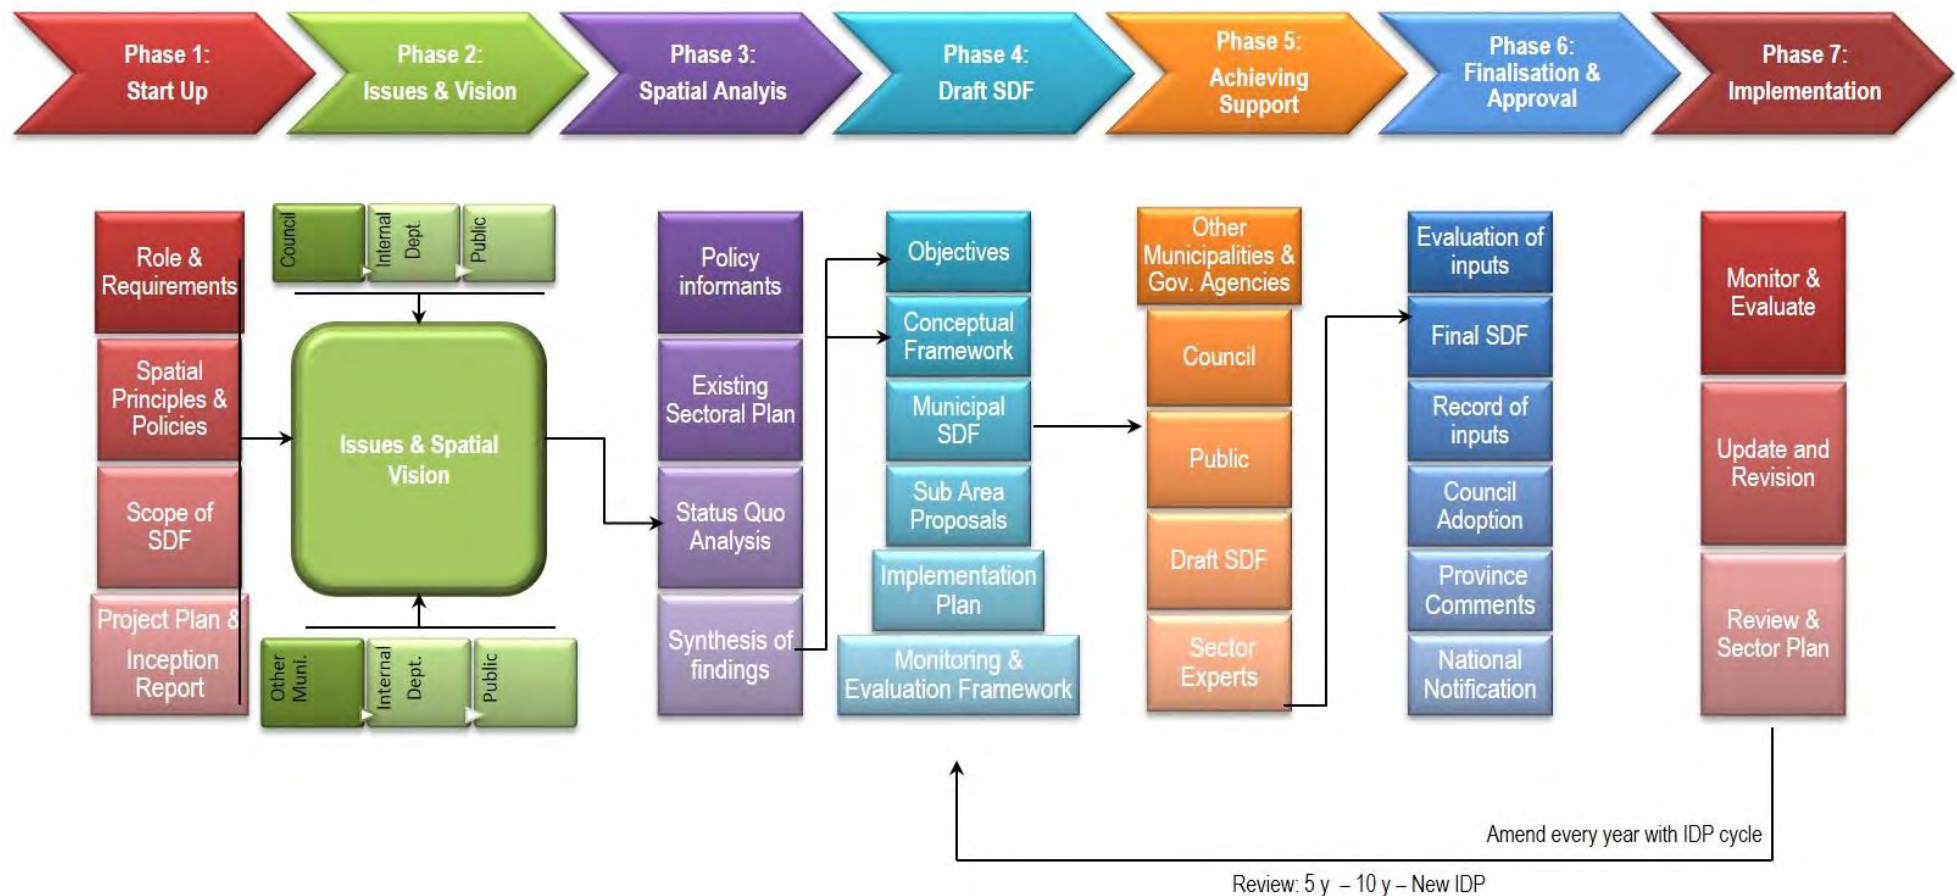 Phase 1:
Start Up
Phase 2:
Issues & Vision
Phase 3:
Spatial Analyis
Phase 4:
Draft SDF
Phase 5:
Achieving
Support
Phase 6:
Finalisation &
Approval
Phase 7:
Implementation
Role &
Requirements
Spatial
Principles &
Policies
Scope of
SDF
Project Plan &
Inception
Report
Council
Internal
Dept.
Public
Issues & Spatial
Vision
Other
Muni.
Internal
Dept.
Public
Policy
informants
Existing
Sectoral Plan
Status Quo
Analysis
Synthesis of
findings
Objectives
Conceptual
Framework
Municipal
SDF
Sub Area
Proposals
Implementation
Plan
Monitoring &
Evaluation Framework
Other
Municipalities &
Gov. Agencies
Council
Public
Draft SDF
Sector
Experts
Evaluation of
inputs
Final SDF
Record of
inputs
Council
Adoption
Province
Comments
National
Notification
Monitor &
Evaluate
Update and
Revision
Review &
Sector Plan
Amend every year with IDP cycle
Review: 5 y – 10 y – New IDP